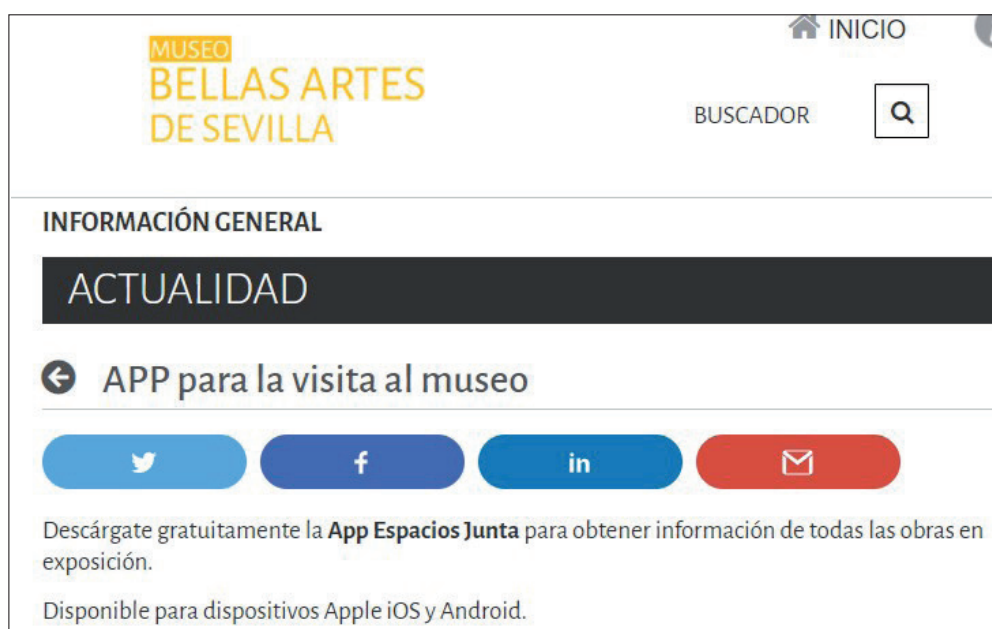 INICIO
MUSEO
BELLAS ARTES
DE SEVILLA
BUSCADOR
INFORMACIÓN GENERAL
ACTUALIDAD
APP para la visita al museo
Descárgate gratuitamente la App Espacios Junta para obtener información de todas las obras en
exposición.
Disponible para dispositivos Apple iOS y Android.